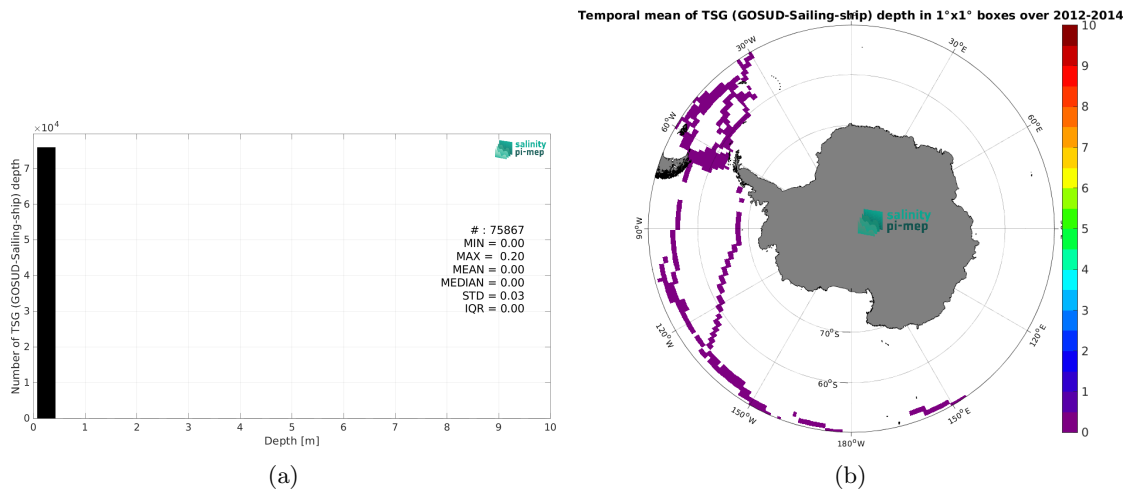 ×10⁴
7
6
5
4
3
2
1
0
Number of TSG (GOSUD-Sailing-ship) depth
salinity
pi-mep
# : 75867
MIN = 0.00
MAX = 0.20
MEAN = 0.00
MEDIAN = 0.00
STD = 0.03
IQR = 0.00
0 1 2 3 4 5 6 7 8 9 10
Depth [m]
(a)
Temporal mean of TSG (GOSUD-Sailing-ship) depth in 1°x1° boxes over 2012-2014
30°W
30°E
60°W
60°E
90°W
salinity
pi-mep
120°W
120°E
70°S
60°S
150°W
150°E
180°W
10
9
8
7
6
5
4
3
2
1
0
(b)